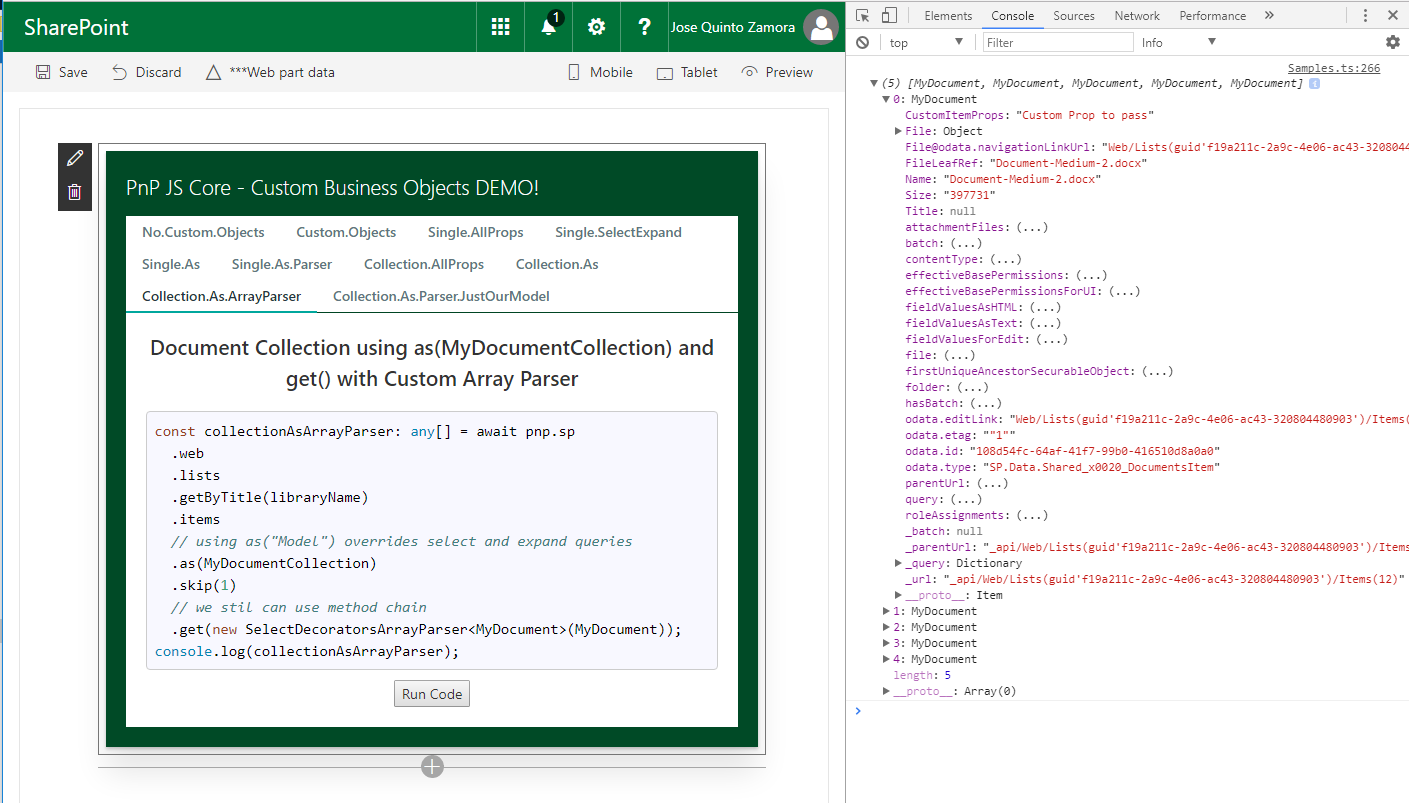 SharePoint
1
?
Jose Quinto Zamora
Save
Discard
***Web part data
Mobile
Tablet
Preview
PnP JS Core - Custom Business Objects DEMO!
No.Custom.Objects Custom.Objects Single.AllProps Single.SelectExpand
Single.As Single.As.Parser Collection.AllProps Collection.As
Collection.As.ArrayParser Collection.As.Parser.JustOurModel
Document Collection using as(MyDocumentCollection) and
get() with Custom Array Parser
const collectionAsArrayParser: any[] = await pnp.sp
.web
.lists
.getByTitle(libraryName)
.items
// using as("Model") overrides select and expand queries
.as(MyDocumentCollection)
.skip(1)
// we stil can use method chain
.get(new SelectDecoratorsArrayParser<MyDocument>(MyDocument));
console.log(collectionAsArrayParser);
Run Code
Elements Console Sources Network Performance »
top Filter Info
Samples.ts:266
(5) [MyDocument, MyDocument, MyDocument, MyDocument, MyDocument] i
0: MyDocument
CustomItemProps: "Custom Prop to pass"
File: Object
File@odata.navigationLinkUrl: "Web/Lists(guid'f19a211c-2a9c-4e06-ac43-3208044
FileLeafRef: "Document-Medium-2.docx"
Name: "Document-Medium-2.docx"
Size: "397731"
Title: null
attachmentFiles: (...)
batch: (...)
contentType: (...)
effectiveBasePermissions: (...)
effectiveBasePermissionsForUI: (...)
fieldValuesAsHTML: (...)
fieldValuesAsText: (...)
fieldValuesForEdit: (...)
file: (...)
firstUniqueAncestorSecurableObject: (...)
folder: (...)
hasBatch: (...)
odata.editLink: "Web/Lists(guid'f19a211c-2a9c-4e06-ac43-320804480903')/Items(
odata.etag: ""1""
odata.id: "108d54fc-64af-41f7-99b0-416510d8a0a0"
odata.type: "SP.Data.Shared_x0020_DocumentsItem"
parentUrl: (...)
query: (...)
roleAssignments: (...)
_batch: null
_parentUrl: "_api/Web/Lists(guid'f19a211c-2a9c-4e06-ac43-320804480903')/Items
_query: Dictionary
_url: "_api/Web/Lists(guid'f19a211c-2a9c-4e06-ac43-320804480903')/Items(12)"
__proto__: Item
1: MyDocument
2: MyDocument
3: MyDocument
4: MyDocument
length: 5
__proto__: Array(0)